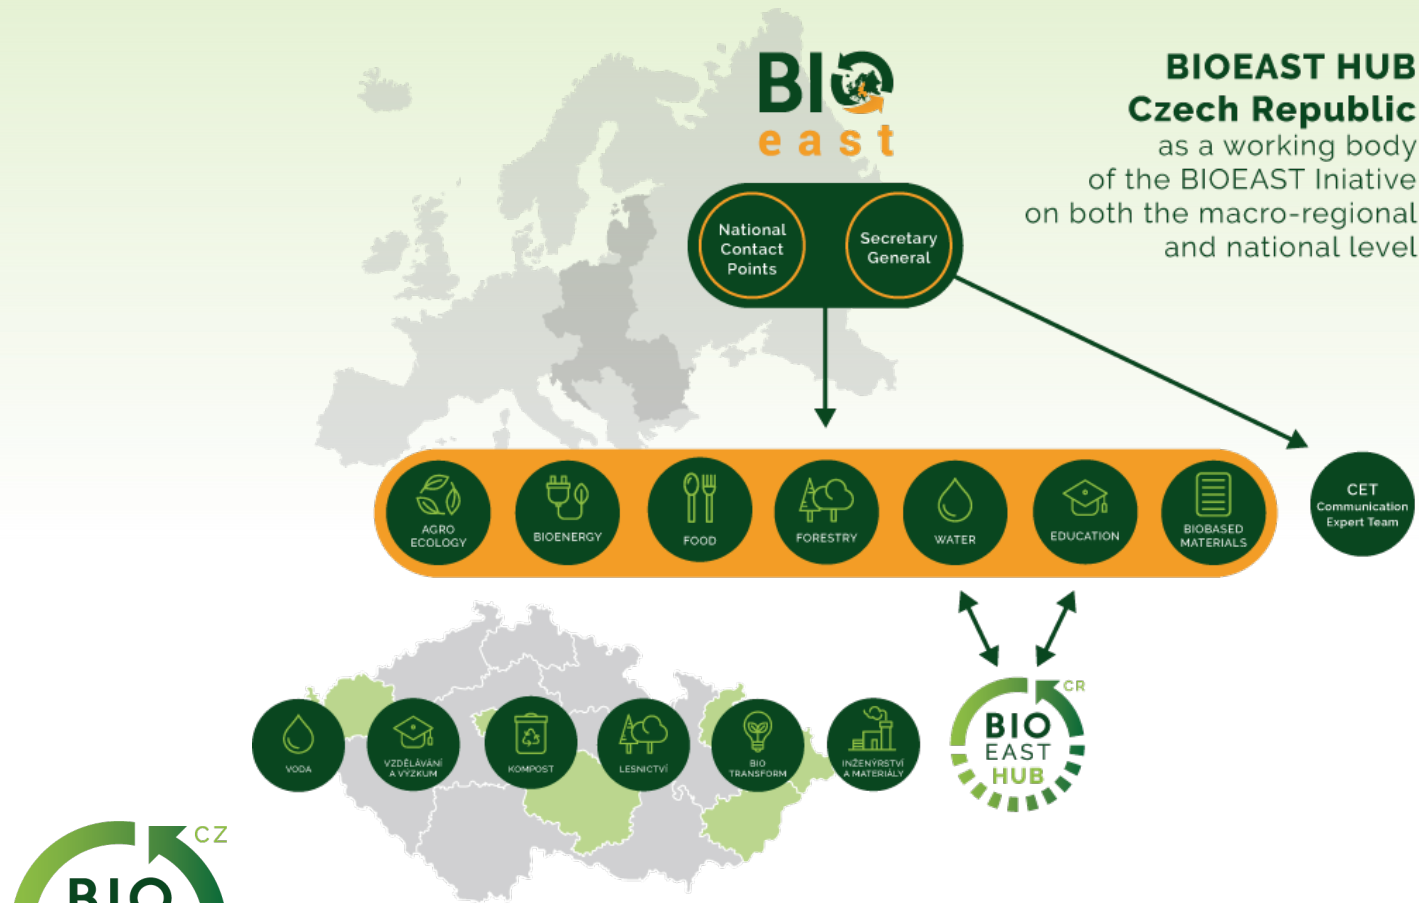 BIO
east
BIOEAST HUB
Czech Republic
as a working body
of the BIOEAST Iniative
on both the macro-regional
and national level
National
Contact
Points
Secretary
General
AGRO
ECOLOGY
BIOENERGY
FOOD
FORESTRY
WATER
EDUCATION
BIOBASED
MATERIALS
CET
Communication
Expert Team
VODA
VZDĚLÁVÁNÍ
A VÝZKUM
KOMPOST
LESNICTVÍ
BIO
TRANSFORM
INŽENÝRSTVÍ
A MATERIÁLY
CR
BIO
EAST
HUB
CZ
BIO